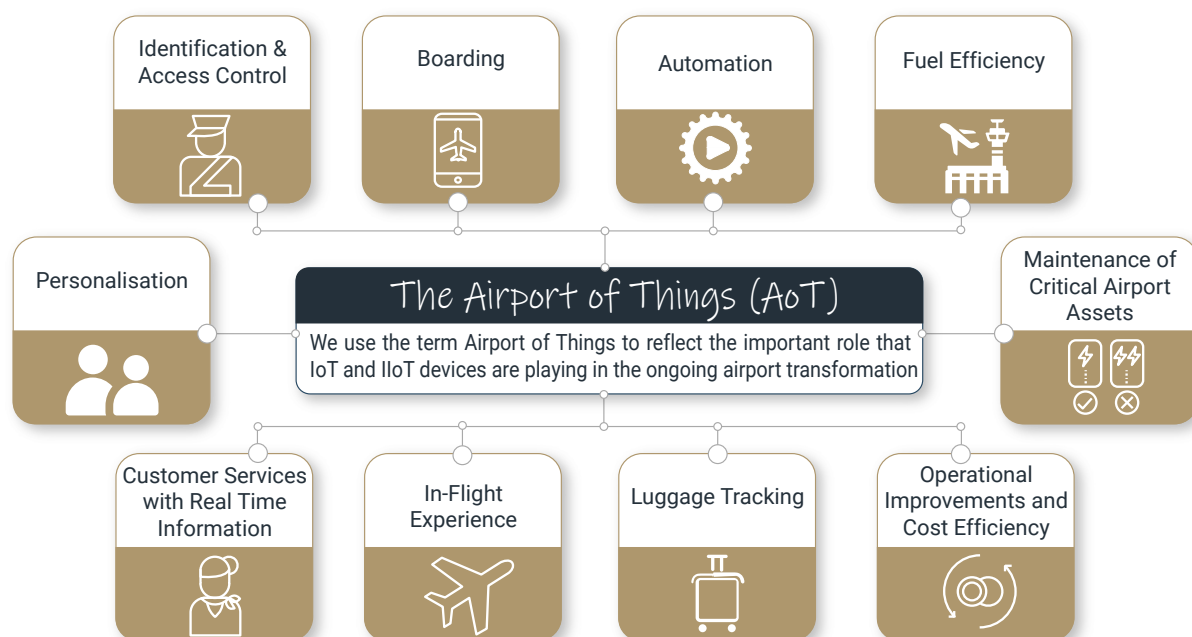 Identification &
Access Control
Boarding
Automation
Fuel Efficiency
Personalisation
The Airport of Things (AoT)
We use the term Airport of Things to reflect the important role that
IoT and IIoT devices are playing in the ongoing airport transformation
Maintenance of
Critical Airport
Assets
Customer Services
with Real Time
Information
In-Flight
Experience
Luggage Tracking
Operational
Improvements and
Cost Efficiency